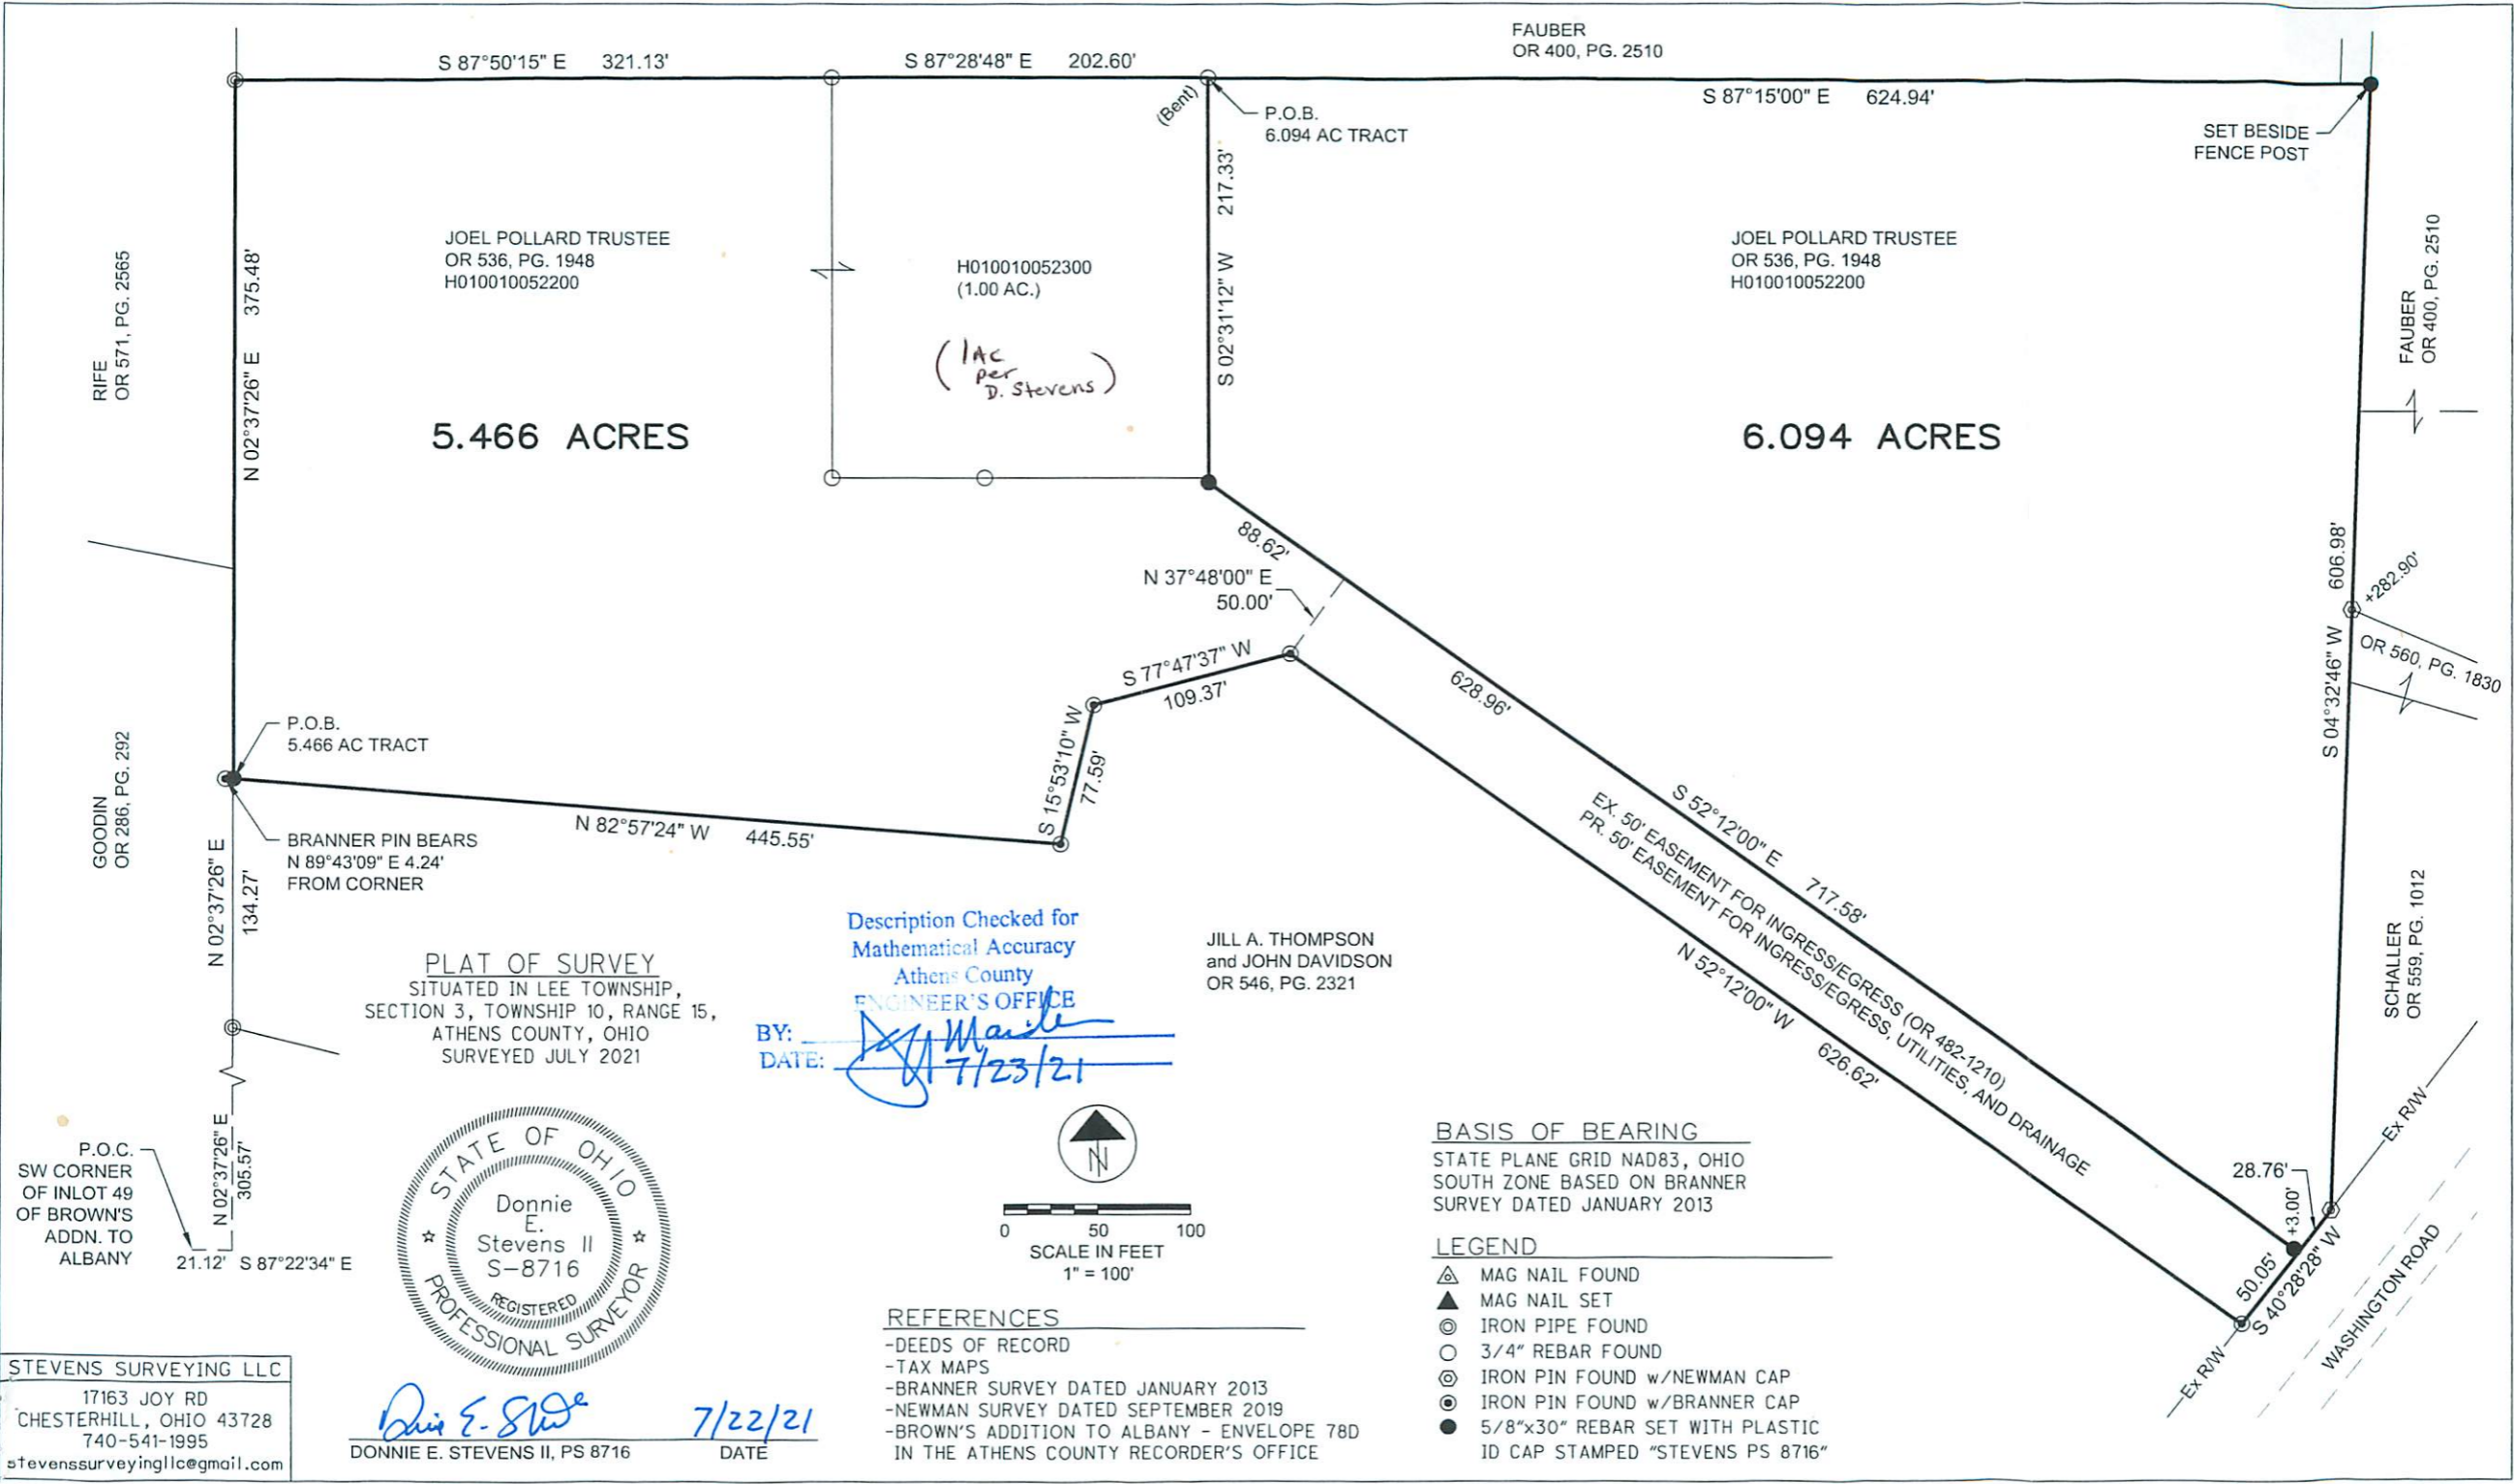 FAUBER
OR 400, PG. 2510
S 87°50'15" E 321.13'
S 87°28'48" E 202.60'
S 87°15'00" E 624.94'
(Bent)
P.O.B.
6.094 AC TRACT
SET BESIDE
FENCE POST
RIFE
OR 571, PG. 2565
N 02°37'26" E 375.48'
JOEL POLLARD TRUSTEE
OR 536, PG. 1948
H010010052200
H010010052300
(1.00 AC.)
(1 AC
per
D. Stevens)
S 02°31'12" W 217.33'
JOEL POLLARD TRUSTEE
OR 536, PG. 1948
H010010052200
FAUBER
OR 400, PG. 2510
5.466 ACRES
6.094 ACRES
88.62'
N 37°48'00" E
50.00'
S 04°32'46" W 606.98'
+282.90'
OR 560, PG. 1830
S 77°47'37" W
109.37'
628.96'
S 15°53'10" W
77.59'
GOODIN
OR 286, PG. 292
P.O.B.
5.466 AC TRACT
N 82°57'24" W 445.55'
BRANNER PIN BEARS
N 89°43'09" E 4.24'
FROM CORNER
N 02°37'26" E
134.27'
S 52°12'00" E 717.58'
EX. 50' EASEMENT FOR INGRESS/EGRESS (OR 482-1210)
PR. 50' EASEMENT FOR INGRESS/EGRESS, UTILITIES, AND DRAINAGE
N 52°12'00" W 626.62'
SCHALLER
OR 559, PG. 1012
JILL A. THOMPSON
and JOHN DAVIDSON
OR 546, PG. 2321
PLAT OF SURVEY
SITUATED IN LEE TOWNSHIP,
SECTION 3, TOWNSHIP 10, RANGE 15,
ATHENS COUNTY, OHIO
SURVEYED JULY 2021
Description Checked for
Mathematical Accuracy
Athens County
ENGINEER'S OFFICE
BY:
DATE: 7/23/21
P.O.C.
SW CORNER
OF INLOT 49
OF BROWN'S
ADDN. TO
ALBANY
N 02°37'26" E
305.57'
21.12' S 87°22'34" E
STATE OF OHIO
Donnie
E.
Stevens II
S-8716
REGISTERED
PROFESSIONAL SURVEYOR
N
0 50 100
SCALE IN FEET
1" = 100'
BASIS OF BEARING
STATE PLANE GRID NAD83, OHIO
SOUTH ZONE BASED ON BRANNER
SURVEY DATED JANUARY 2013
28.76'
+3.00'
50.05'
S 40°28'28" W
Ex R/W
Ex R/W
WASHINGTON ROAD
LEGEND
MAG NAIL FOUND
MAG NAIL SET
IRON PIPE FOUND
3/4" REBAR FOUND
IRON PIN FOUND w/NEWMAN CAP
IRON PIN FOUND w/BRANNER CAP
5/8"x30" REBAR SET WITH PLASTIC
ID CAP STAMPED "STEVENS PS 8716"
REFERENCES
-DEEDS OF RECORD
-TAX MAPS
-BRANNER SURVEY DATED JANUARY 2013
-NEWMAN SURVEY DATED SEPTEMBER 2019
-BROWN'S ADDITION TO ALBANY - ENVELOPE 78D
IN THE ATHENS COUNTY RECORDER'S OFFICE
STEVENS SURVEYING LLC
17163 JOY RD
CHESTERHILL, OHIO 43728
740-541-1995
stevenssurveyingllc@gmail.com
7/22/21
DONNIE E. STEVENS II, PS 8716 DATE